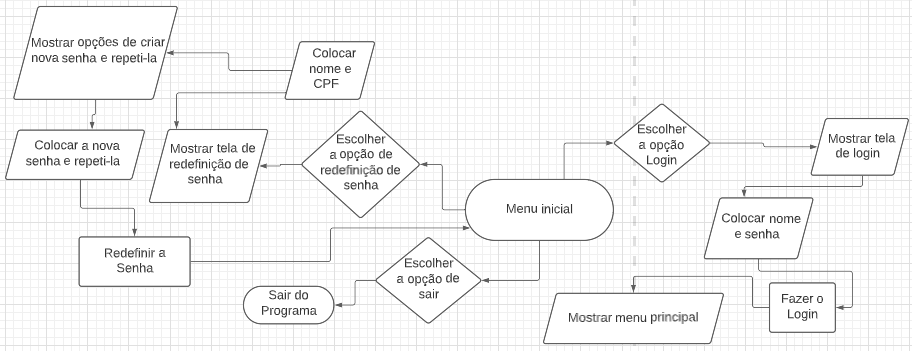 Mostrar opções de criar
nova senha e repeti-la
Colocar
nome e
CPF
Colocar a nova
senha e repeti-la
Mostrar tela de
redefinição de
senha
Escolher
a opção de
redefinição de
senha
Escolher
a opção
Login
Mostrar tela
de login
Menu inicial
Colocar nome
e senha
Redefinir a
Senha
Escolher
a opção de
sair
Sair do
Programa
Fazer o
Login
Mostrar menu principal